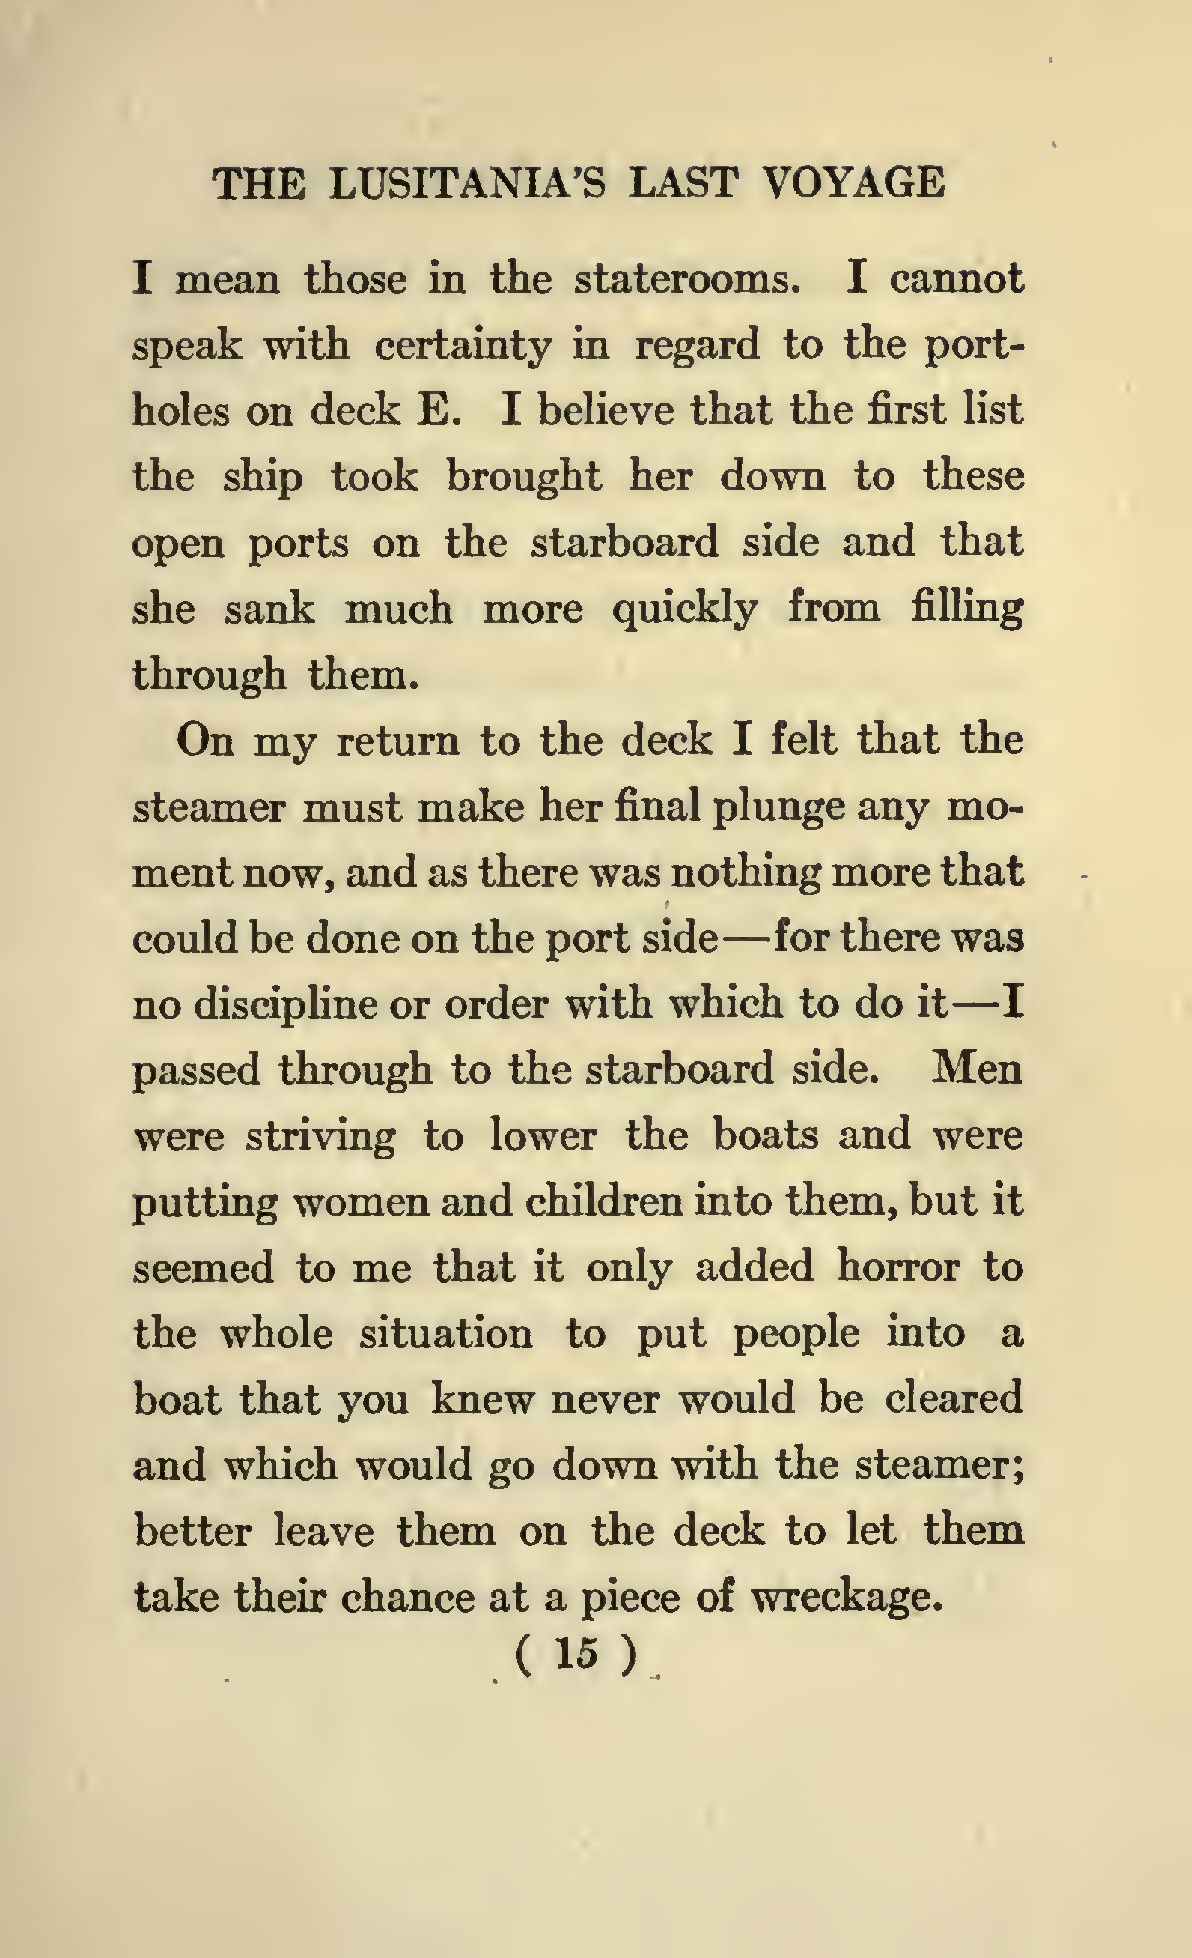 THE LUSITANIA'S LAST VOYAGE
I mean those in the staterooms. I cannot
speak with certainty in regard to the port-
holes on deck E. I believe that the first list
the ship took brought her down to these
open ports on the starboard side and that
she sank much more quickly from filling
through them.
On my return to the deck I felt that the
steamer must make her final plunge any mo-
ment now, and as there was nothing more that
could be done on the port side—for there was
no discipline or order with which to do it—I
passed through to the starboard side. Men
were striving to lower the boats and were
putting women and children into them, but it
seemed to me that it only added horror to
the whole situation to put people into a
boat that you knew never would be cleared
and which would go down with the steamer;
better leave them on the deck to let them
take their chance at a piece of wreckage.
( 15 )